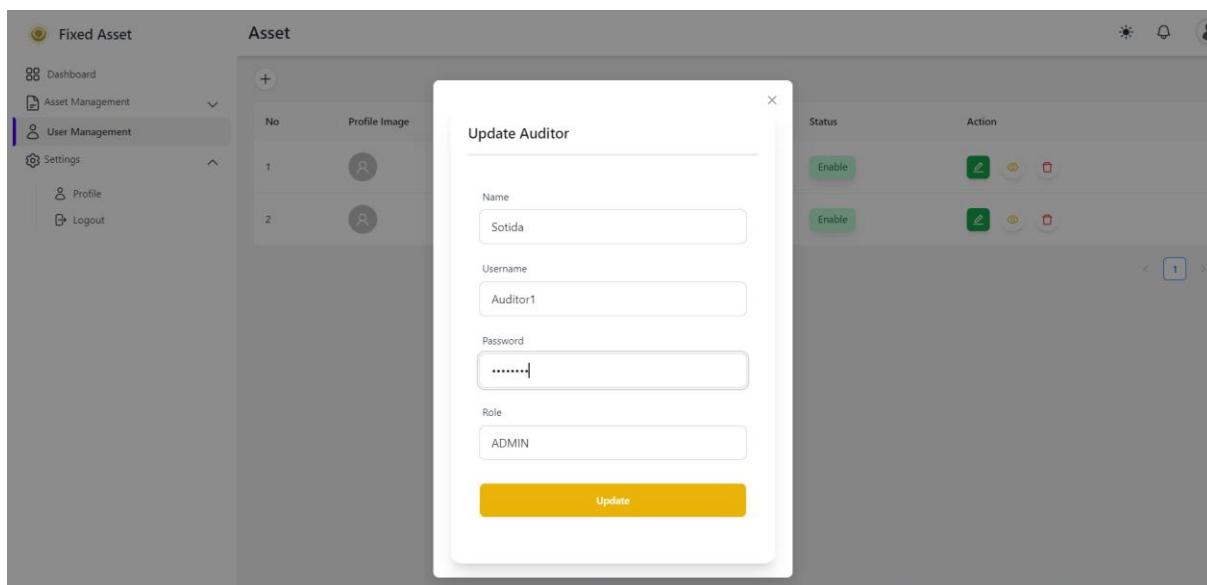 Fixed Asset
Asset
Dashboard
Asset Management
User Management
Settings
Profile
Logout
No Profile Image Status Action
1 Enable
2 Enable
1
Update Auditor
Name
Sotida
Username
Auditor1
Password
••••••••
Role
ADMIN
Update